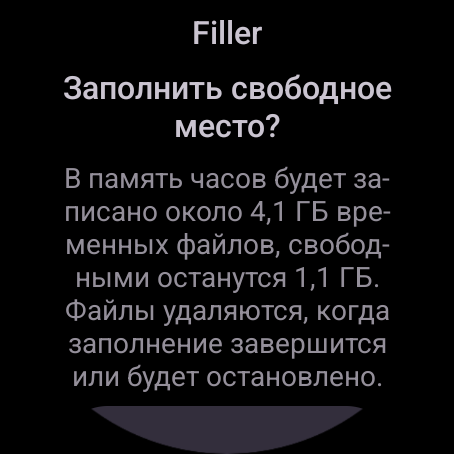 Filler
Заполнить свободное
место?
В память часов будет за-
писано около 4,1 ГБ вре-
менных файлов, свобод-
ными останутся 1,1 ГБ.
Файлы удаляются, когда
заполнение завершится
или будет остановлено.